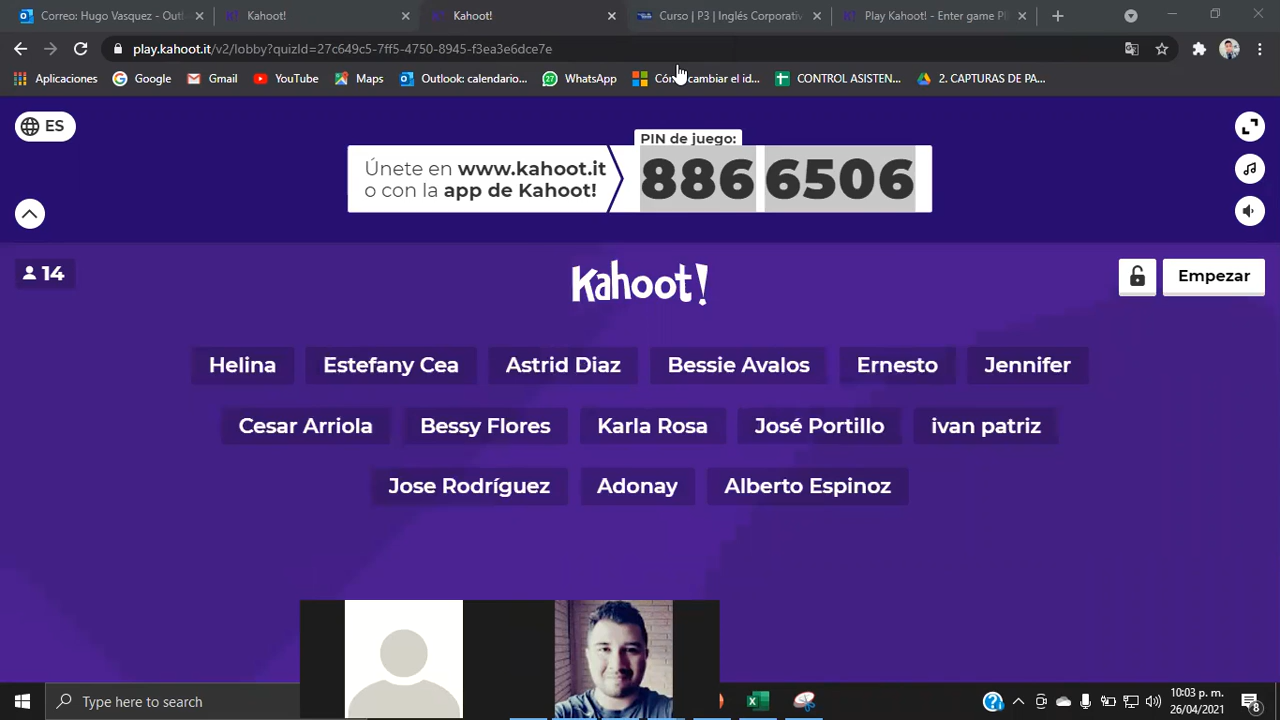 Correo: Hugo Vasquez - Outl
Kahoot!
Kahoot!
Curso | P3 | Inglés Corporativ
Play Kahoot! - Enter game P
play.kahoot.it/v2/lobby?quizId=27c649c5-7ff5-4750-8945-f3ea3e6dce7e
Aplicaciones
Google
Gmail
YouTube
Maps
Outlook: calendario...
WhatsApp
Cómo cambiar el id...
CONTROL ASISTEN...
2. CAPTURAS DE PA...
ES
PIN de juego:
Únete en www.kahoot.it
o con la app de Kahoot!
886 6506
14
Kahoot!
Empezar
Helina
Estefany Cea
Astrid Diaz
Bessie Avalos
Ernesto
Jennifer
Cesar Arriola
Bessy Flores
Karla Rosa
José Portillo
ivan patriz
Jose Rodríguez
Adonay
Alberto Espinoz
Type here to search
10:03 p. m.
26/04/2021
8